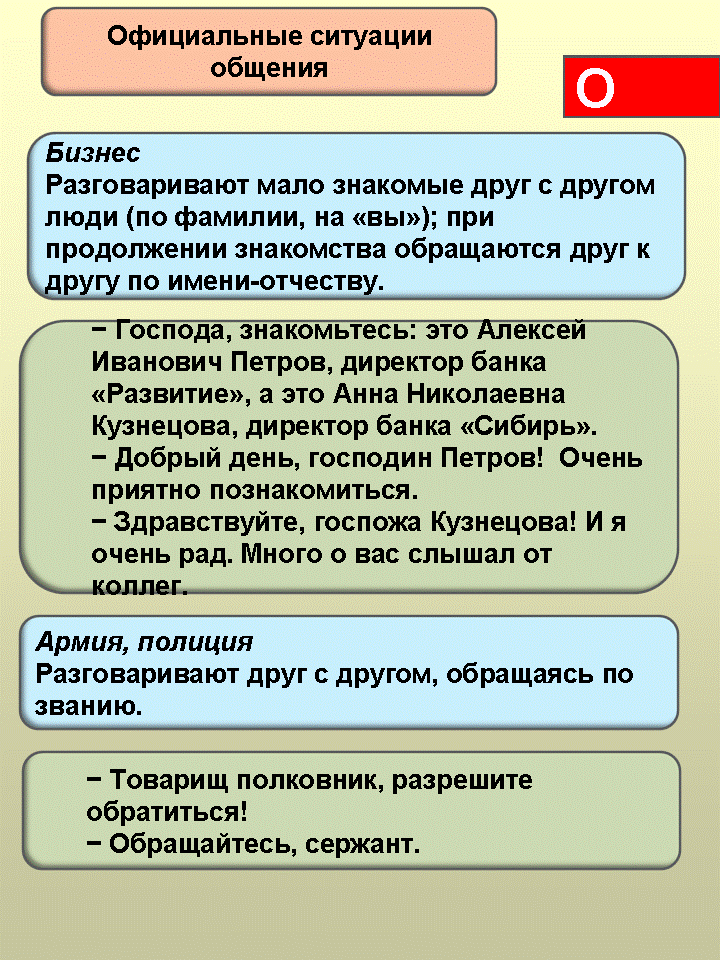 Официальные ситуации
общения
О
Бизнес
Разговаривают мало знакомые друг с другом
люди (по фамилии, на «вы»); при
продолжении знакомства обращаются друг к
другу по имени-отчеству.
− Господа, знакомьтесь: это Алексей
Иванович Петров, директор банка
«Развитие», а это Анна Николаевна
Кузнецова, директор банка «Сибирь».
− Добрый день, господин Петров!  Очень
приятно познакомиться.
− Здравствуйте, госпожа Кузнецова! И я
очень рад. Много о вас слышал от
коллег.
Армия, полиция
Разговаривают друг с другом, обращаясь по
званию.
− Товарищ полковник, разрешите
обратиться!
− Обращайтесь, сержант.